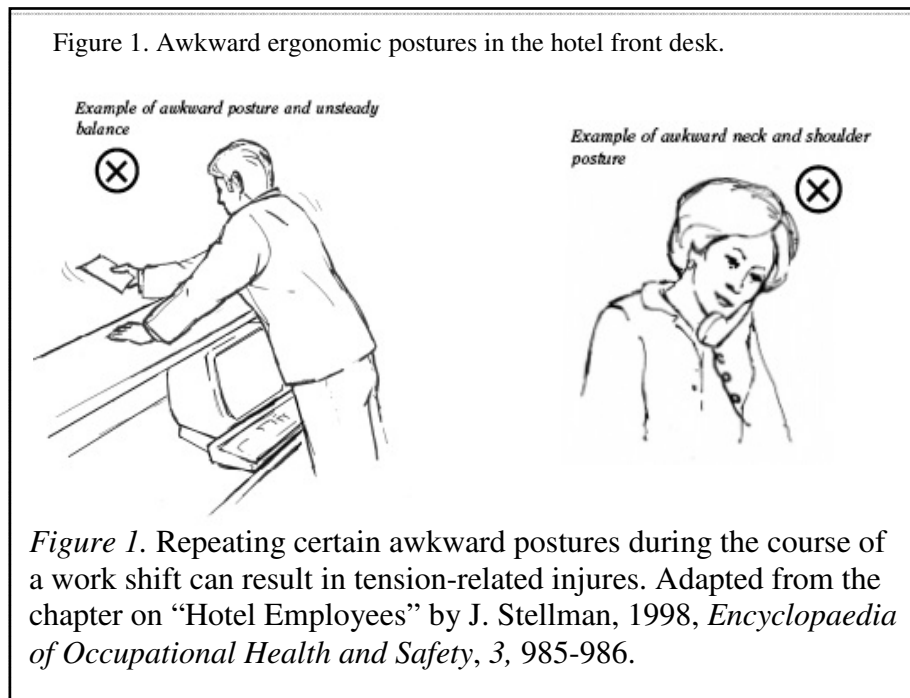 Figure 1. Awkward ergonomic postures in the hotel front desk.
Example of awkward posture and unsteady
balance
Example of awkward neck and shoulder
posture
Figure 1. Repeating certain awkward postures during the course of
a work shift can result in tension-related injures. Adapted from the
chapter on “Hotel Employees” by J. Stellman, 1998, Encyclopaedia
of Occupational Health and Safety, 3, 985-986.